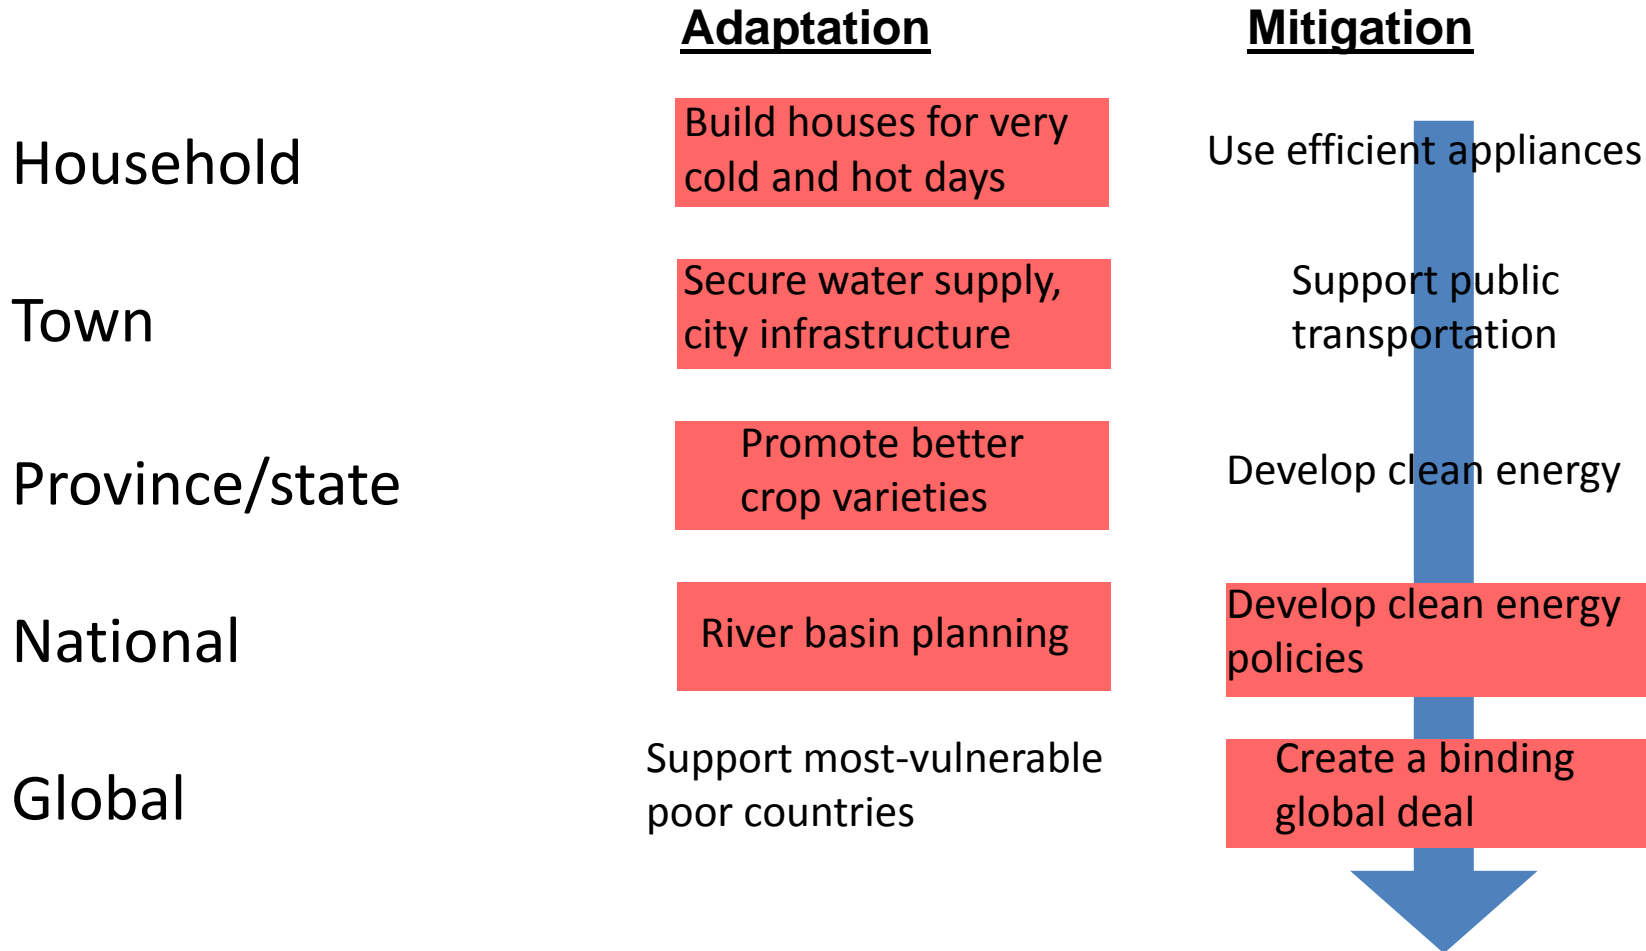 Adaptation Mitigation
Household
Build houses for very
cold and hot days
Use efficient appliances
Town
Secure water supply,
city infrastructure
Support public
transportation
Province/state
Promote better
crop varieties
Develop clean energy
National
River basin planning
Develop clean energy
policies
Global
Support most-vulnerable
poor countries
Create a binding
global deal